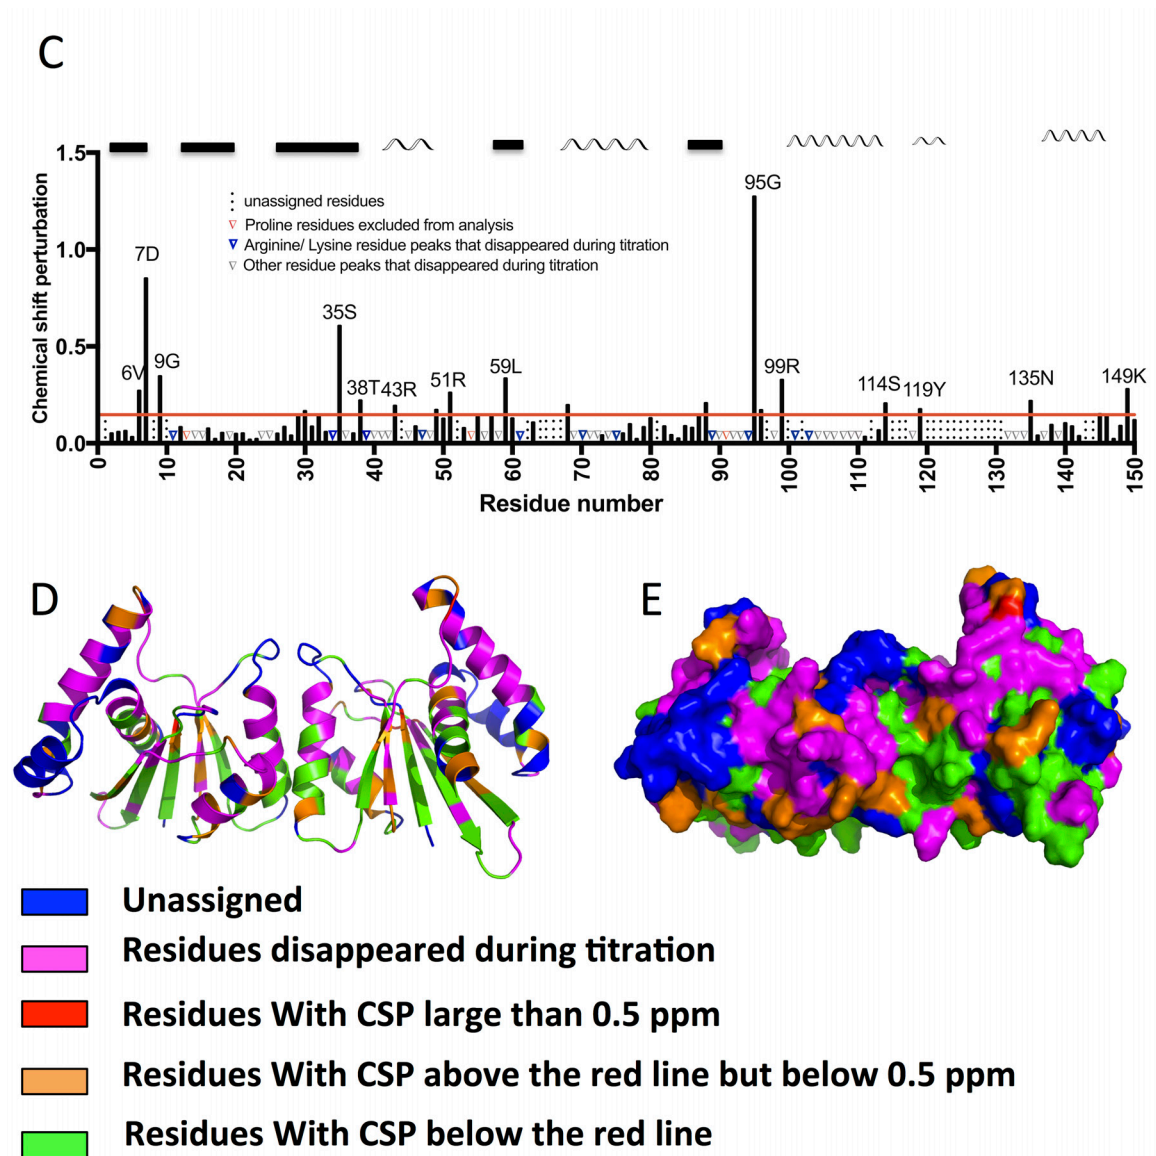 C
1.5
1.0
0.5
0.0
Chemical shift perturbation
unassigned residues
Proline residues excluded from analysis
Arginine/ Lysine residue peaks that disappeared during titration
Other residue peaks that disappeared during titration
6V
7D
9G
35S
38T
43R
51R
59L
95G
99R
114S
119Y
135N
149K
0
10
20
30
40
50
60
70
80
90
100
110
120
130
140
150
Residue number
D
E
Unassigned
Residues disappeared during titration
Residues With CSP large than 0.5 ppm
Residues With CSP above the red line but below 0.5 ppm
Residues With CSP below the red line